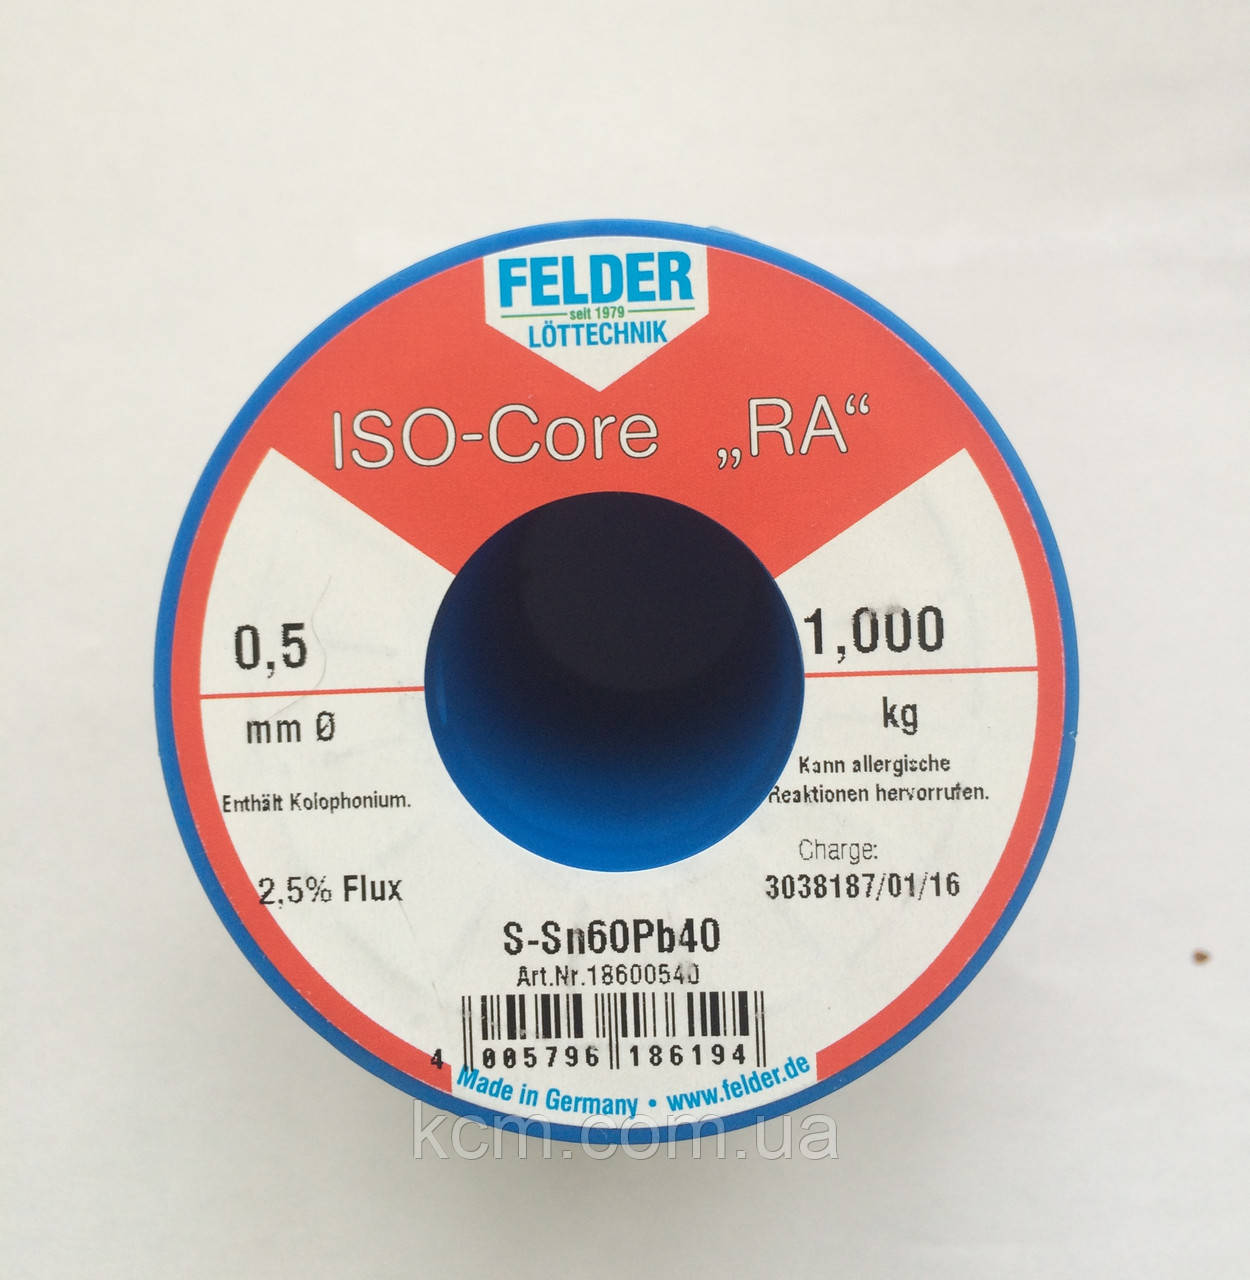 FELDER
seit 1979
LÖTTECHNIK
ISO-Core „RA“
0,5
mm Ø
Enthält Kolophonium.
2,5% Flux
1,000
kg
Kann allergische
Reaktionen hervorrufen.
Charge:
3038187/01/16
S-Sn60Pb40
Art.Nr.18600540
4 005796 186194
Made in Germany • www.felder.de
kcm.com.ua